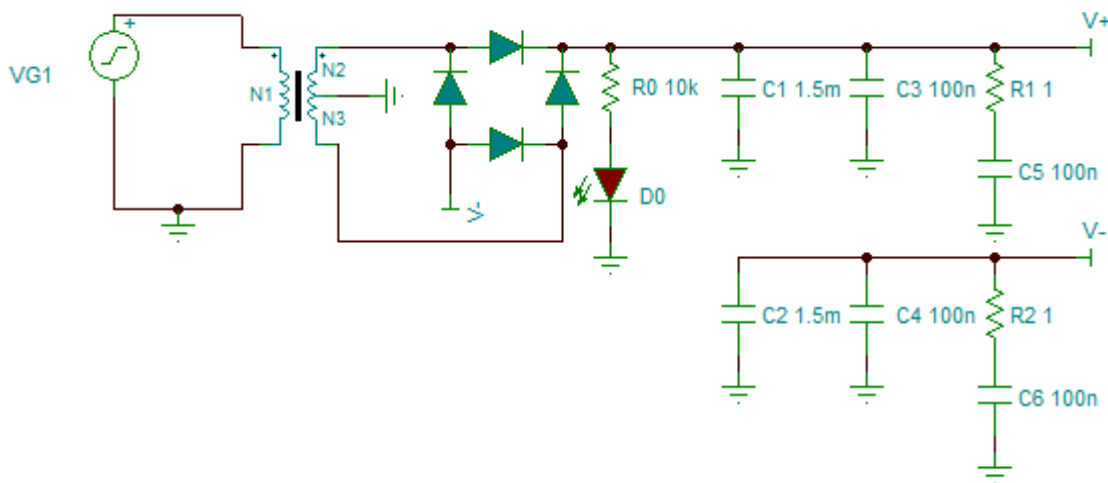 VG1
+
N1
N2
N3
V-
R0 10k
D0
C1 1.5m
C3 100n
R1 1
C5 100n
V+
V-
C2 1.5m
C4 100n
R2 1
C6 100n